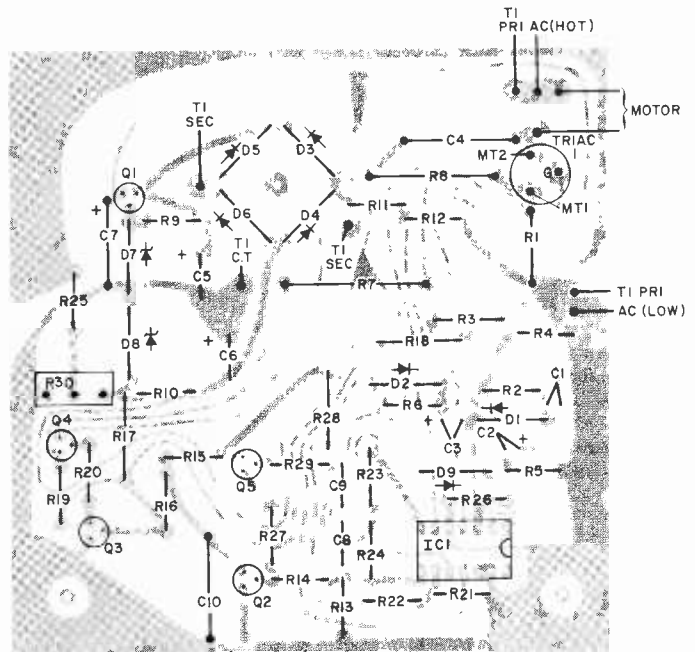 T1
PRI AC(HOT)
MOTOR
T1
SEC
D5
D3
C4
TRIAC
1
MT2
Q1
R8
G
+
R9
D6
D4
R11
R12
MT1
C7
D7
+
C5
T1
C.T
T1
SEC
R1
R7
T1 PRI
AC (LOW)
R25
R3
R4
D8
+
C6
R18
R30
R10
D2
R2
C1
R6
D1
R28
+
C3
C2
+
Q4
R17
R20
R15
Q5
R29
R23
D9
R5
C9
R19
R16
R26
Q3
R27
C8
R24
IC1
C10
Q2
R14
R13
R22
R21